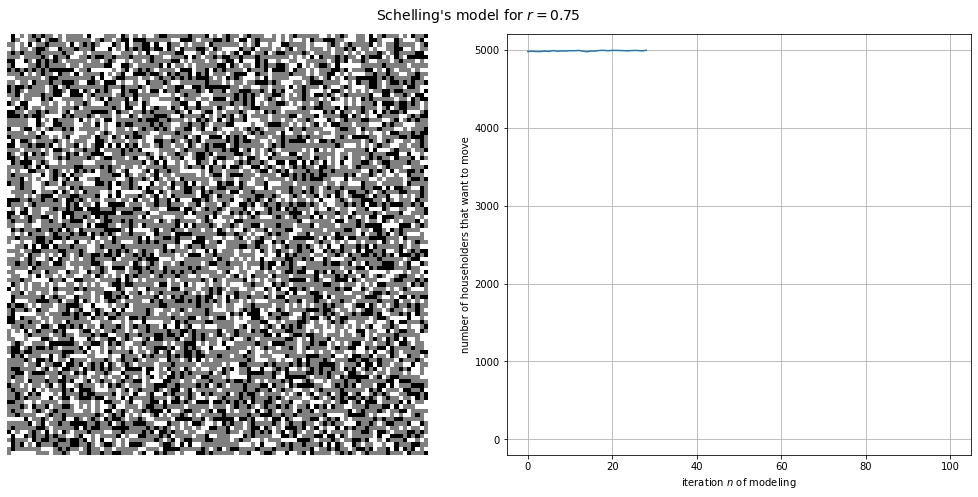 Schelling's model for r = 0.75
number of householders that want to move
5000
4000
3000
2000
1000
0
0 20 40 60 80 100
iteration n of modeling